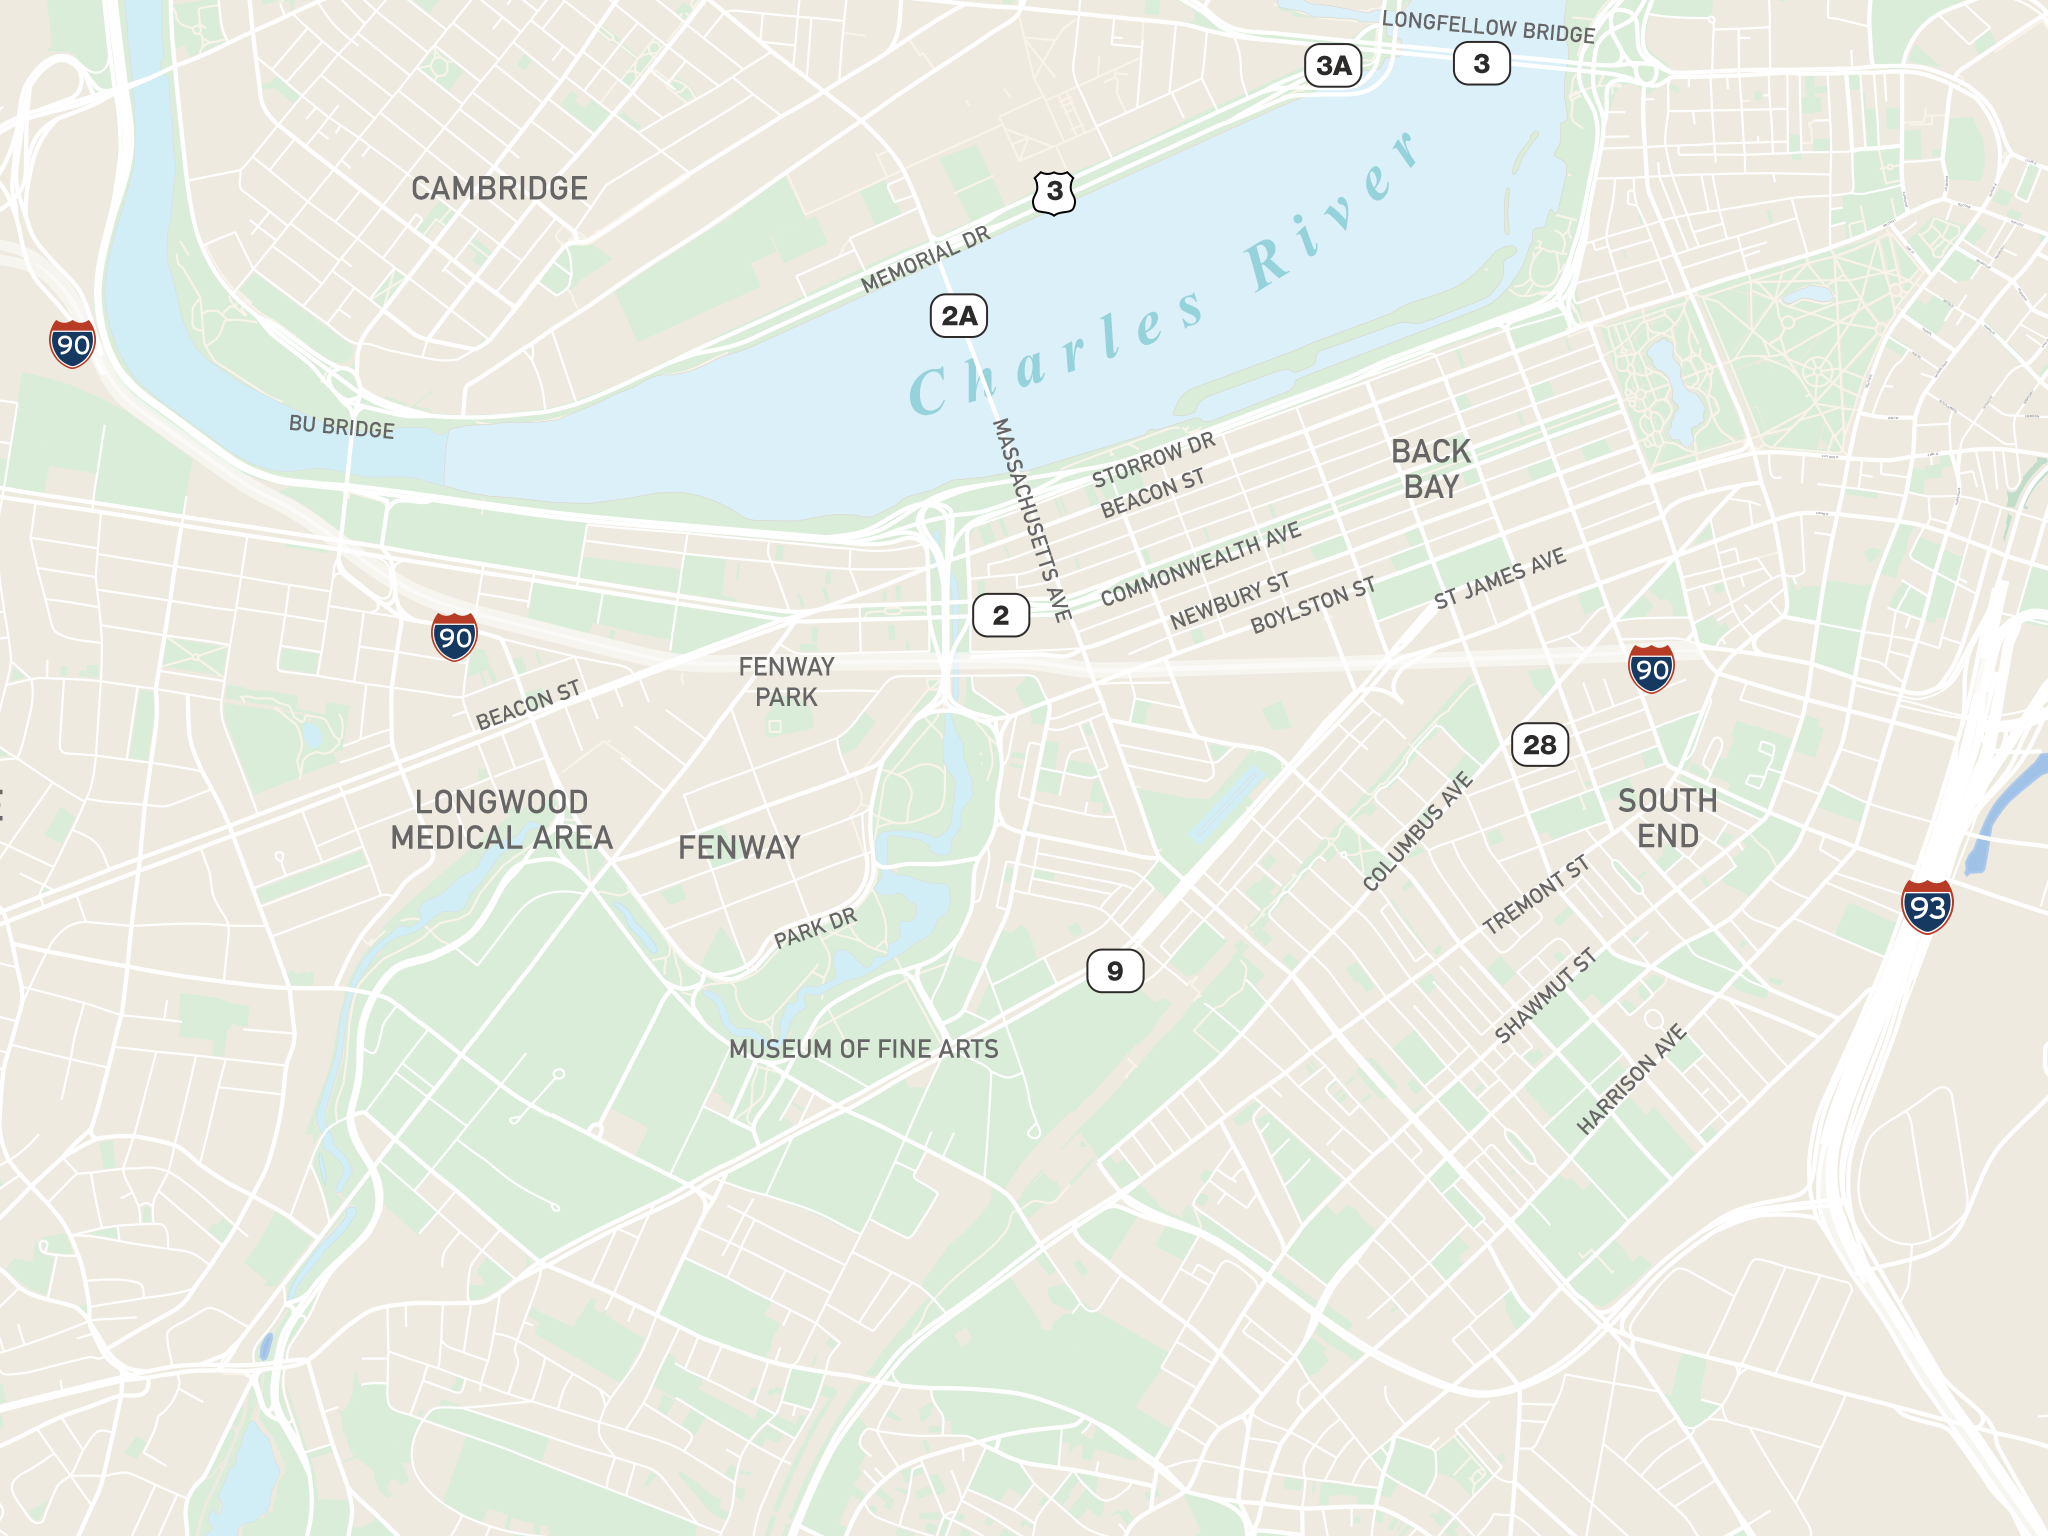 LONGFELLOW BRIDGE
3A
3
CAMBRIDGE
3
MEMORIAL DR
Charles River
2A
90
BU BRIDGE
MASSACHUSETTS AVE
STORROW DR
BEACON ST
BACK
BAY
COMMONWEALTH AVE
NEWBURY ST
BOYLSTON ST
ST JAMES AVE
2
90
FENWAY
PARK
90
BEACON ST
28
LONGWOOD
MEDICAL AREA
FENWAY
COLUMBUS AVE
SOUTH
END
TREMONT ST
93
PARK DR
9
SHAWMUT ST
MUSEUM OF FINE ARTS
HARRISON AVE